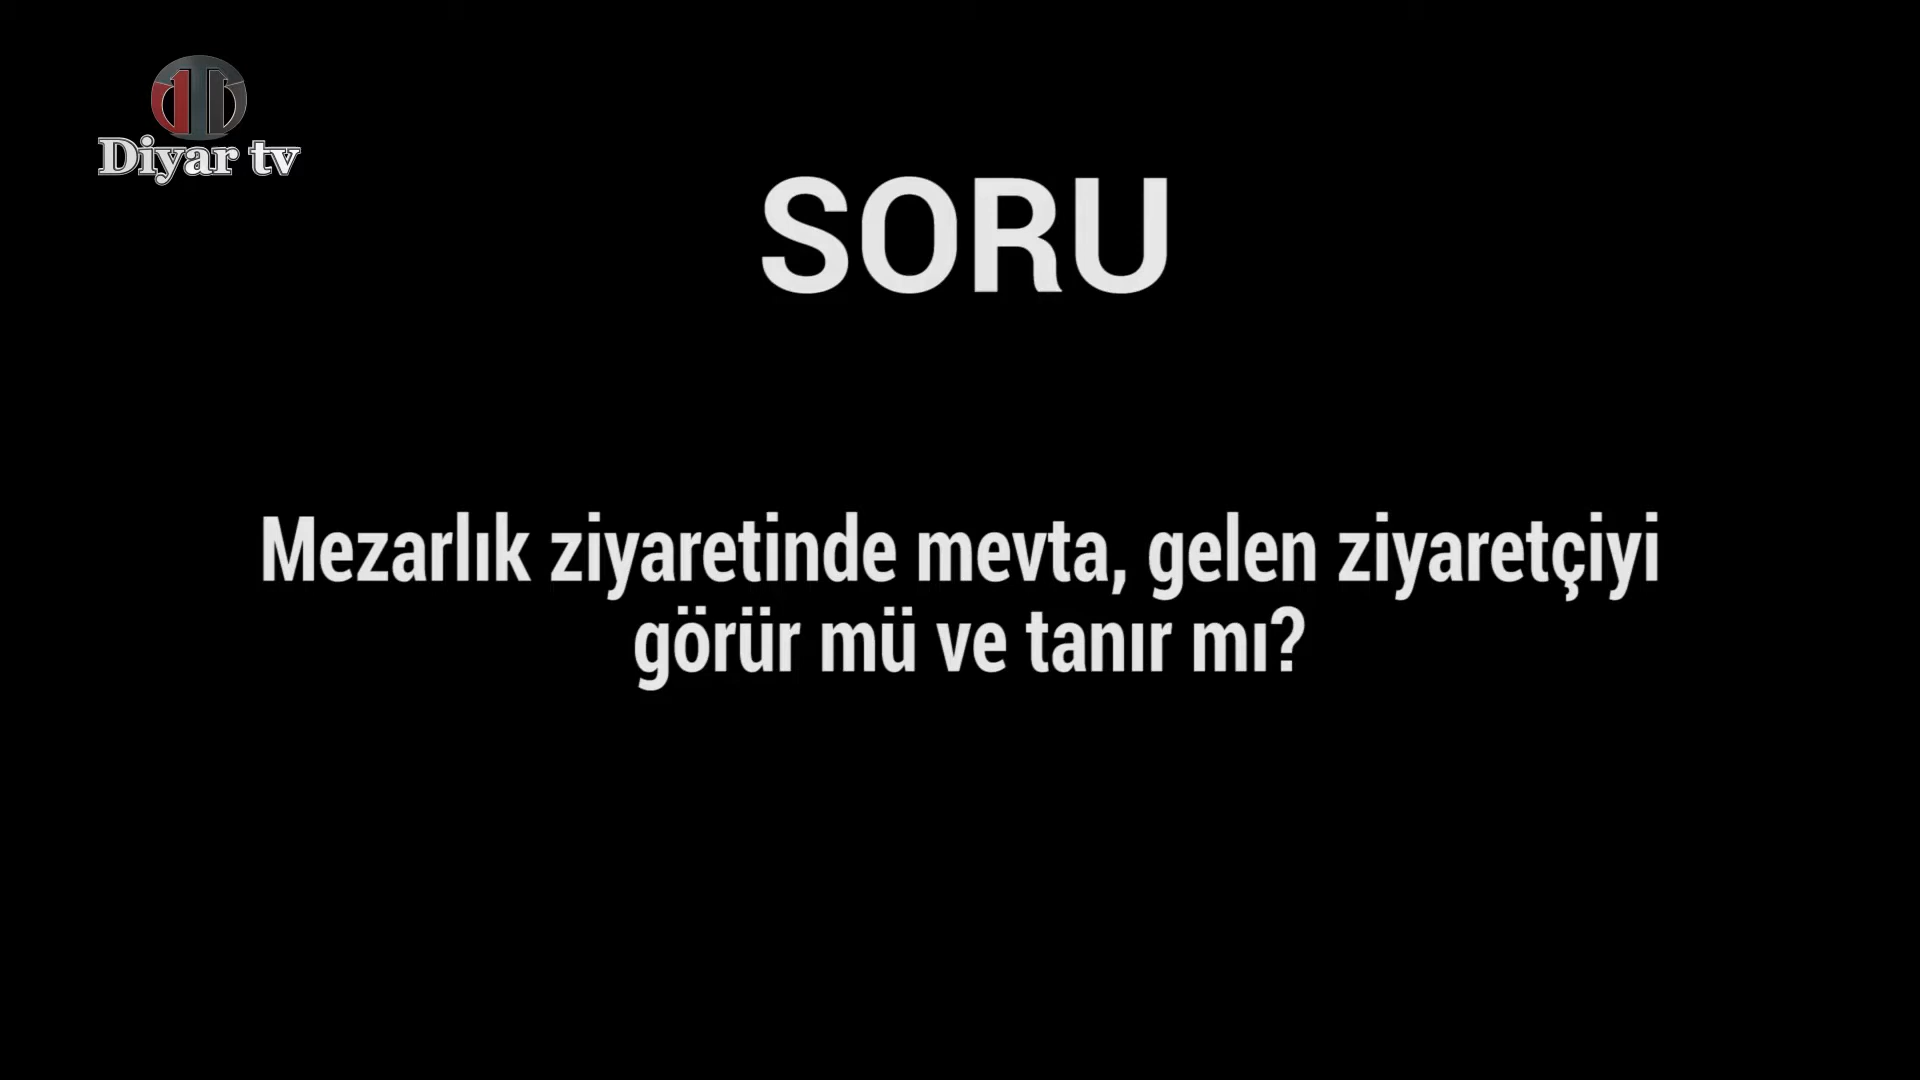 Diyar tv
SORU
Mezarlık ziyaretinde mevta, gelen ziyaretçiyi
görür mü ve tanır mı?